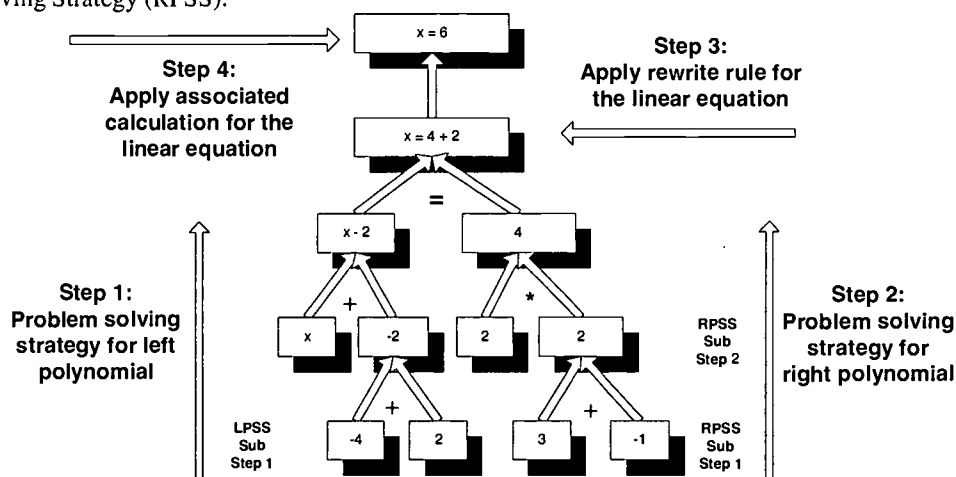 ving Strategy (RPSS).
x = 6
Step 4:
Apply associated
calculation for the
linear equation
Step 3:
Apply rewrite rule for
the linear equation
x = 4 + 2
=
x - 2
4
Step 1:
Problem solving
strategy for left
polynomial
+
*
Step 2:
Problem solving
strategy for
right polynomial
x
-2
2
2
RPSS
Sub
Step 2
+
+
LPSS
Sub
Step 1
-4
2
3
-1
RPSS
Sub
Step 1